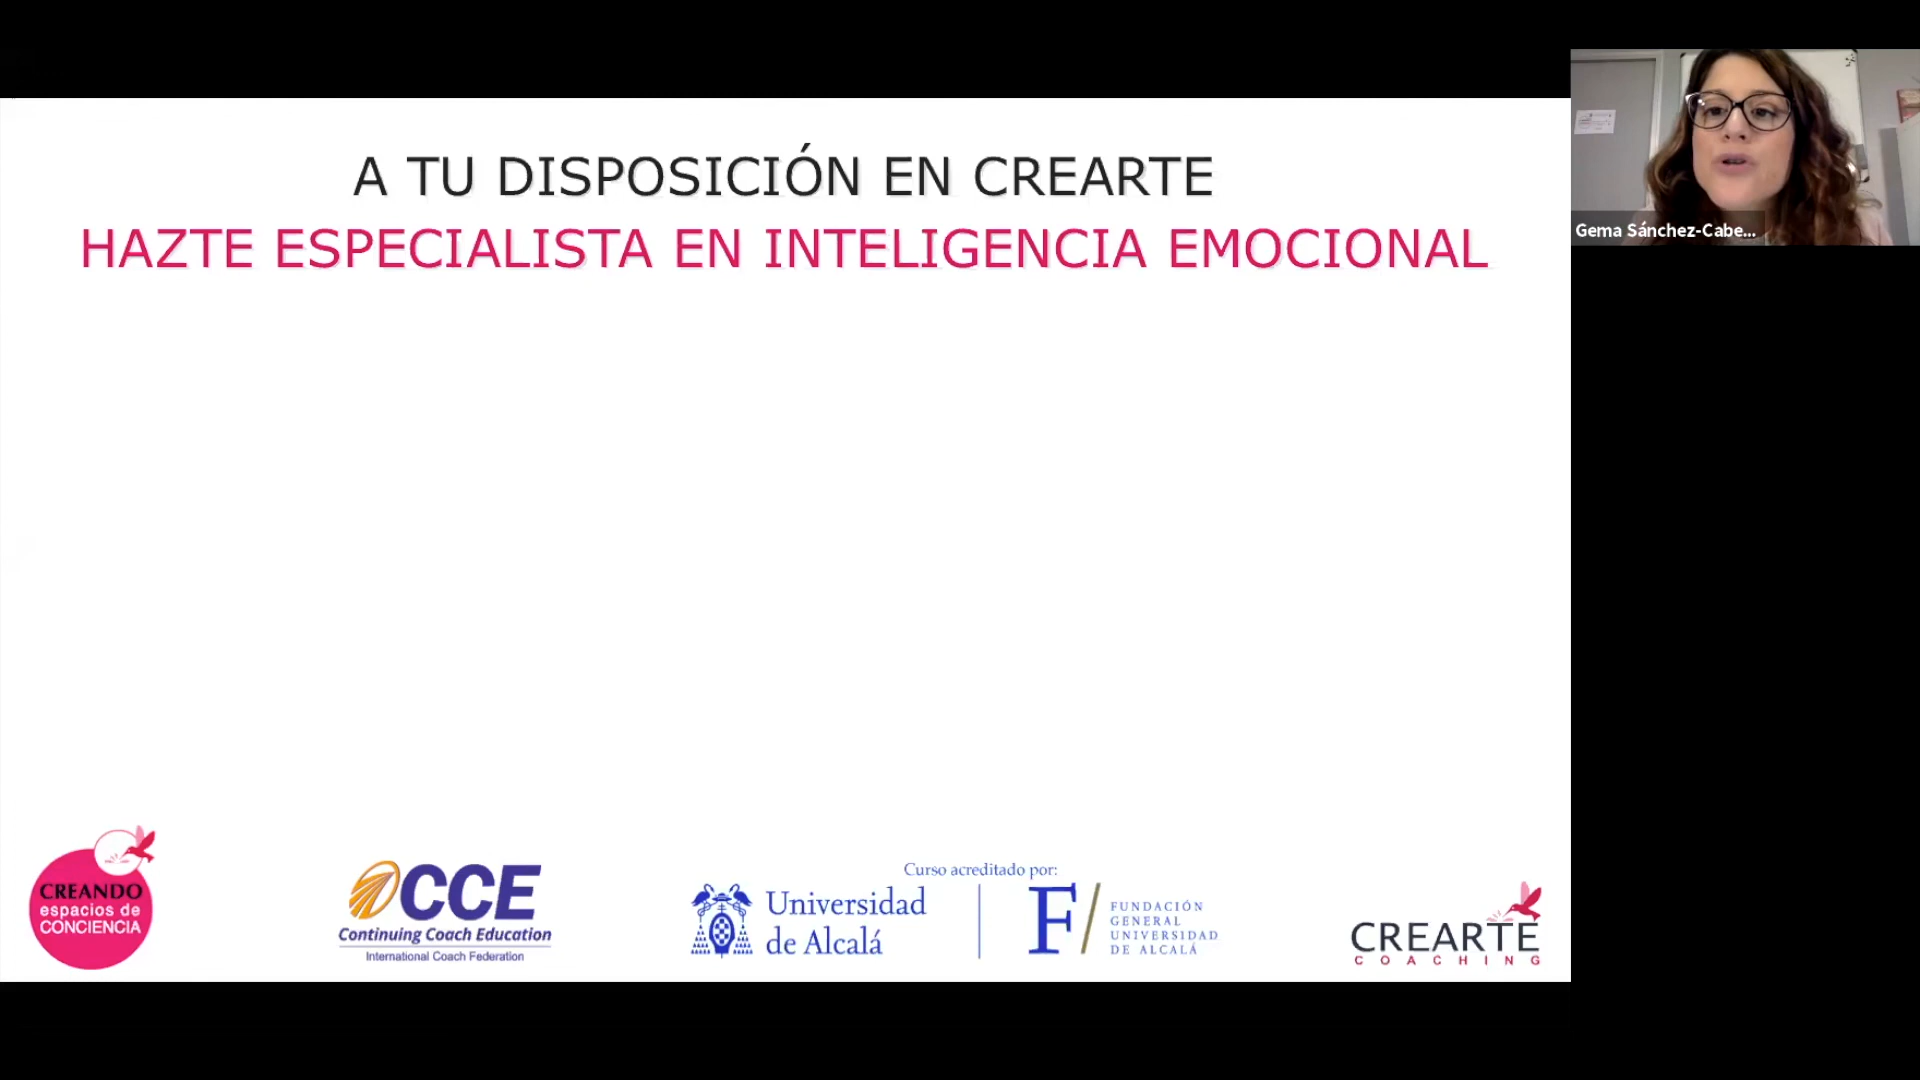 A TU DISPOSICIÓN EN CREARTE
HAZTE ESPECIALISTA EN INTELIGENCIA EMOCIONAL
Gema Sánchez-Cabe...
CREANDO
espacios de
CONCIENCIA
CCE
Continuing Coach Education
International Coach Federation
Curso acreditado por:
Universidad
de Alcalá
F/
FUNDACIÓN
GENERAL
UNIVERSIDAD
DE ALCALÁ
CREARTE
COACHING